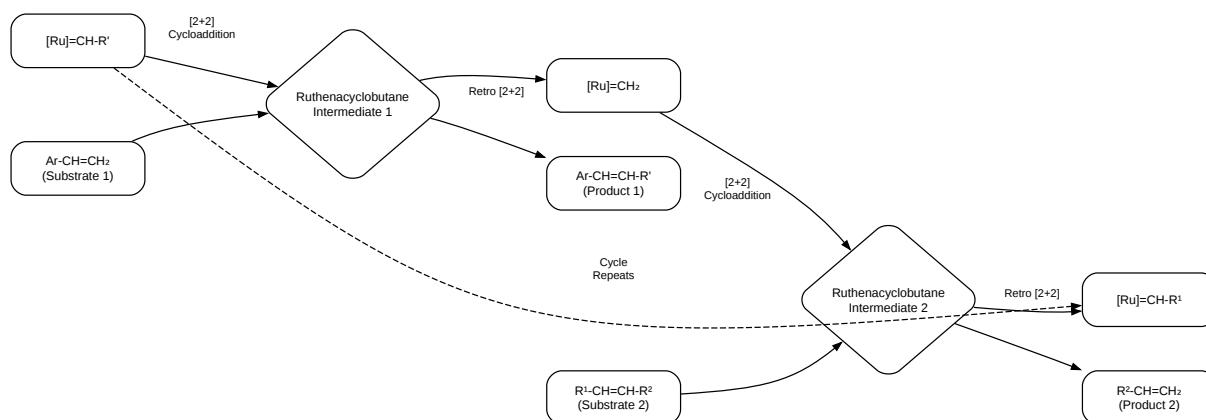 [Ru]=CH-R'
[2+2]
Cycloaddition
Ruthenacyclobutane
Intermediate 1
Ar-CH=CH₂
(Substrate 1)
Retro [2+2]
[Ru]=CH₂
Ar-CH=CH-R'
(Product 1)
[2+2]
Cycloaddition
Cycle
Repeats
Ruthenacyclobutane
Intermediate 2
R¹-CH=CH-R²
(Substrate 2)
Retro [2+2]
[Ru]=CH-R¹
R²-CH=CH₂
(Product 2)